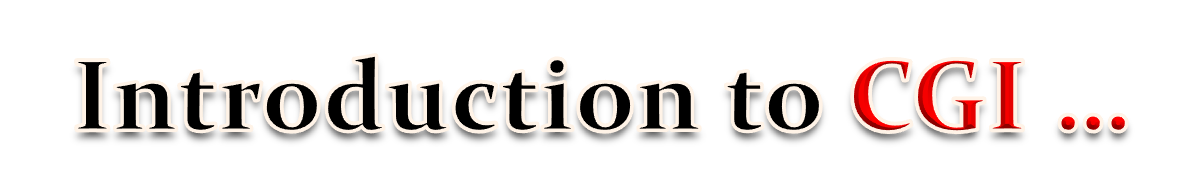 Introduction to CGI ...